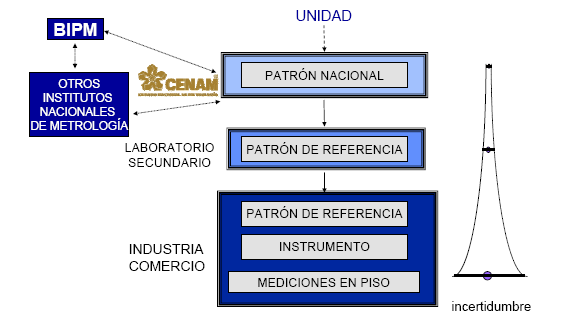 UNIDAD
BIPM
OTROS
INSTITUTOS
NACIONALES
DE METROLOGÍA
CENAM
PATRÓN NACIONAL
LABORATORIO
SECUNDARIO
PATRÓN DE REFERENCIA
INDUSTRIA
COMERCIO
PATRÓN DE REFERENCIA
INSTRUMENTO
MEDICIONES EN PISO
incertidumbre